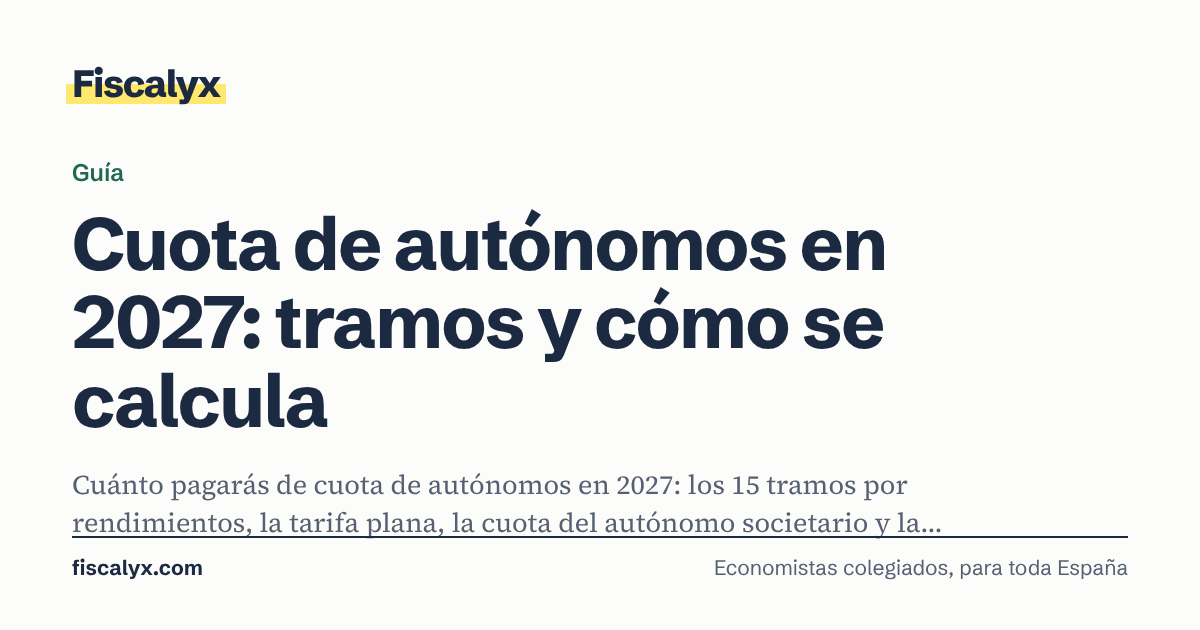 Fiscalyx
Guía
Cuota de autónomos en
2027: tramos y cómo se
calcula
Cuánto pagarás de cuota de autónomos en 2027: los 15 tramos por
rendimientos, la tarifa plana, la cuota del autónomo societario y la...
fiscalyx.com
Economistas colegiados, para toda España